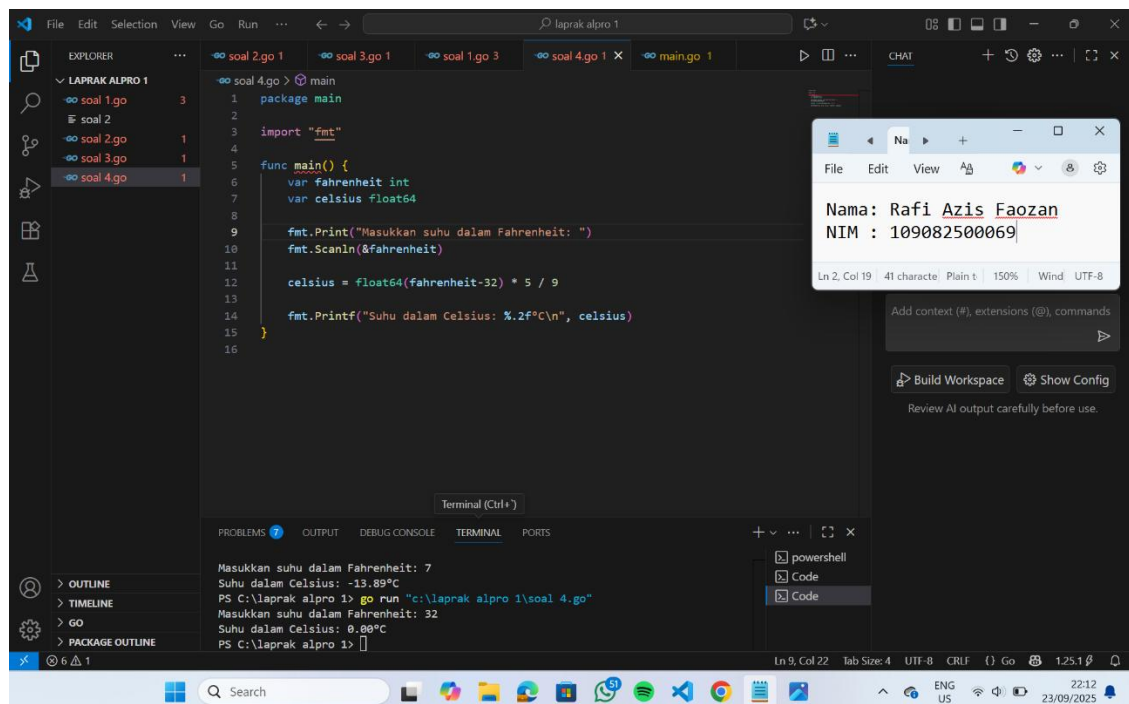 File Edit Selection View Go Run ... laprak alpro 1
EXPLORER ...
LAPRAK ALPRO 1
soal 1.go 3
soal 2
soal 2.go 1
soal 3.go 1
soal 4.go 1
OUTLINE
TIMELINE
GO
PACKAGE OUTLINE
soal 2.go 1 soal 3.go 1 soal 1.go 3 soal 4.go 1 main.go 1
soal 4.go > main
1 package main
2
3 import "fmt"
4
5 func main() {
6 var fahrenheit int
7 var celsius float64
8
9 fmt.Print("Masukkan suhu dalam Fahrenheit: ")
10 fmt.Scanln(&fahrenheit)
11
12 celsius = float64(fahrenheit-32) * 5 / 9
13
14 fmt.Printf("Suhu dalam Celsius: %.2f°C\n", celsius)
15 }
16
Terminal (Ctrl+`)
PROBLEMS 7 OUTPUT DEBUG CONSOLE TERMINAL PORTS
Masukkan suhu dalam Fahrenheit: 7
Suhu dalam Celsius: -13.89°C
PS C:\laprak alpro 1> go run "c:\laprak alpro 1\soal 4.go"
Masukkan suhu dalam Fahrenheit: 32
Suhu dalam Celsius: 0.00°C
PS C:\laprak alpro 1>
powershell
Code
Code
CHAT
Na
File Edit View
Nama: Rafi Azis Faozan
NIM : 109082500069
Ln 2, Col 19 41 characte Plain t 150% Wind UTF-8
Add context (#), extensions (@), commands
Build Workspace Show Config
Review AI output carefully before use.
6 1 Ln 9, Col 22 Tab Size: 4 UTF-8 CRLF {} Go 1.25.1
Search 51 ENG US 22:12 23/09/2025